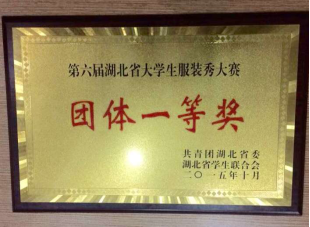 第六届湖北省大学生服装秀大赛
团体一等奖
共青团湖北省委
湖北省学生联合会
二〇一五年十月